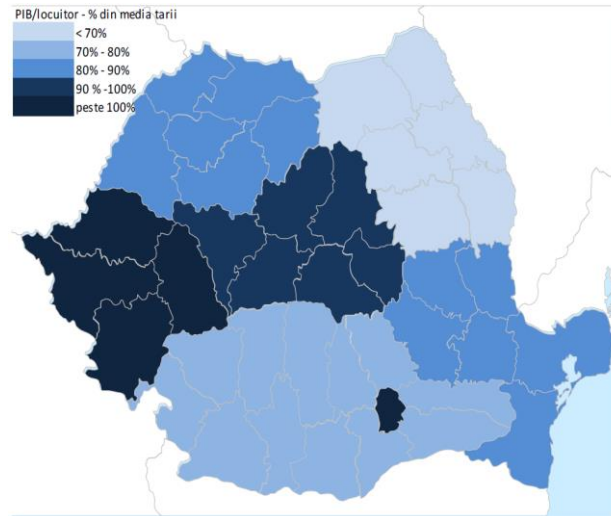 PIB/locuitor - % din media tarii
< 70%
70% - 80%
80% - 90%
90 % -100%
peste 100%